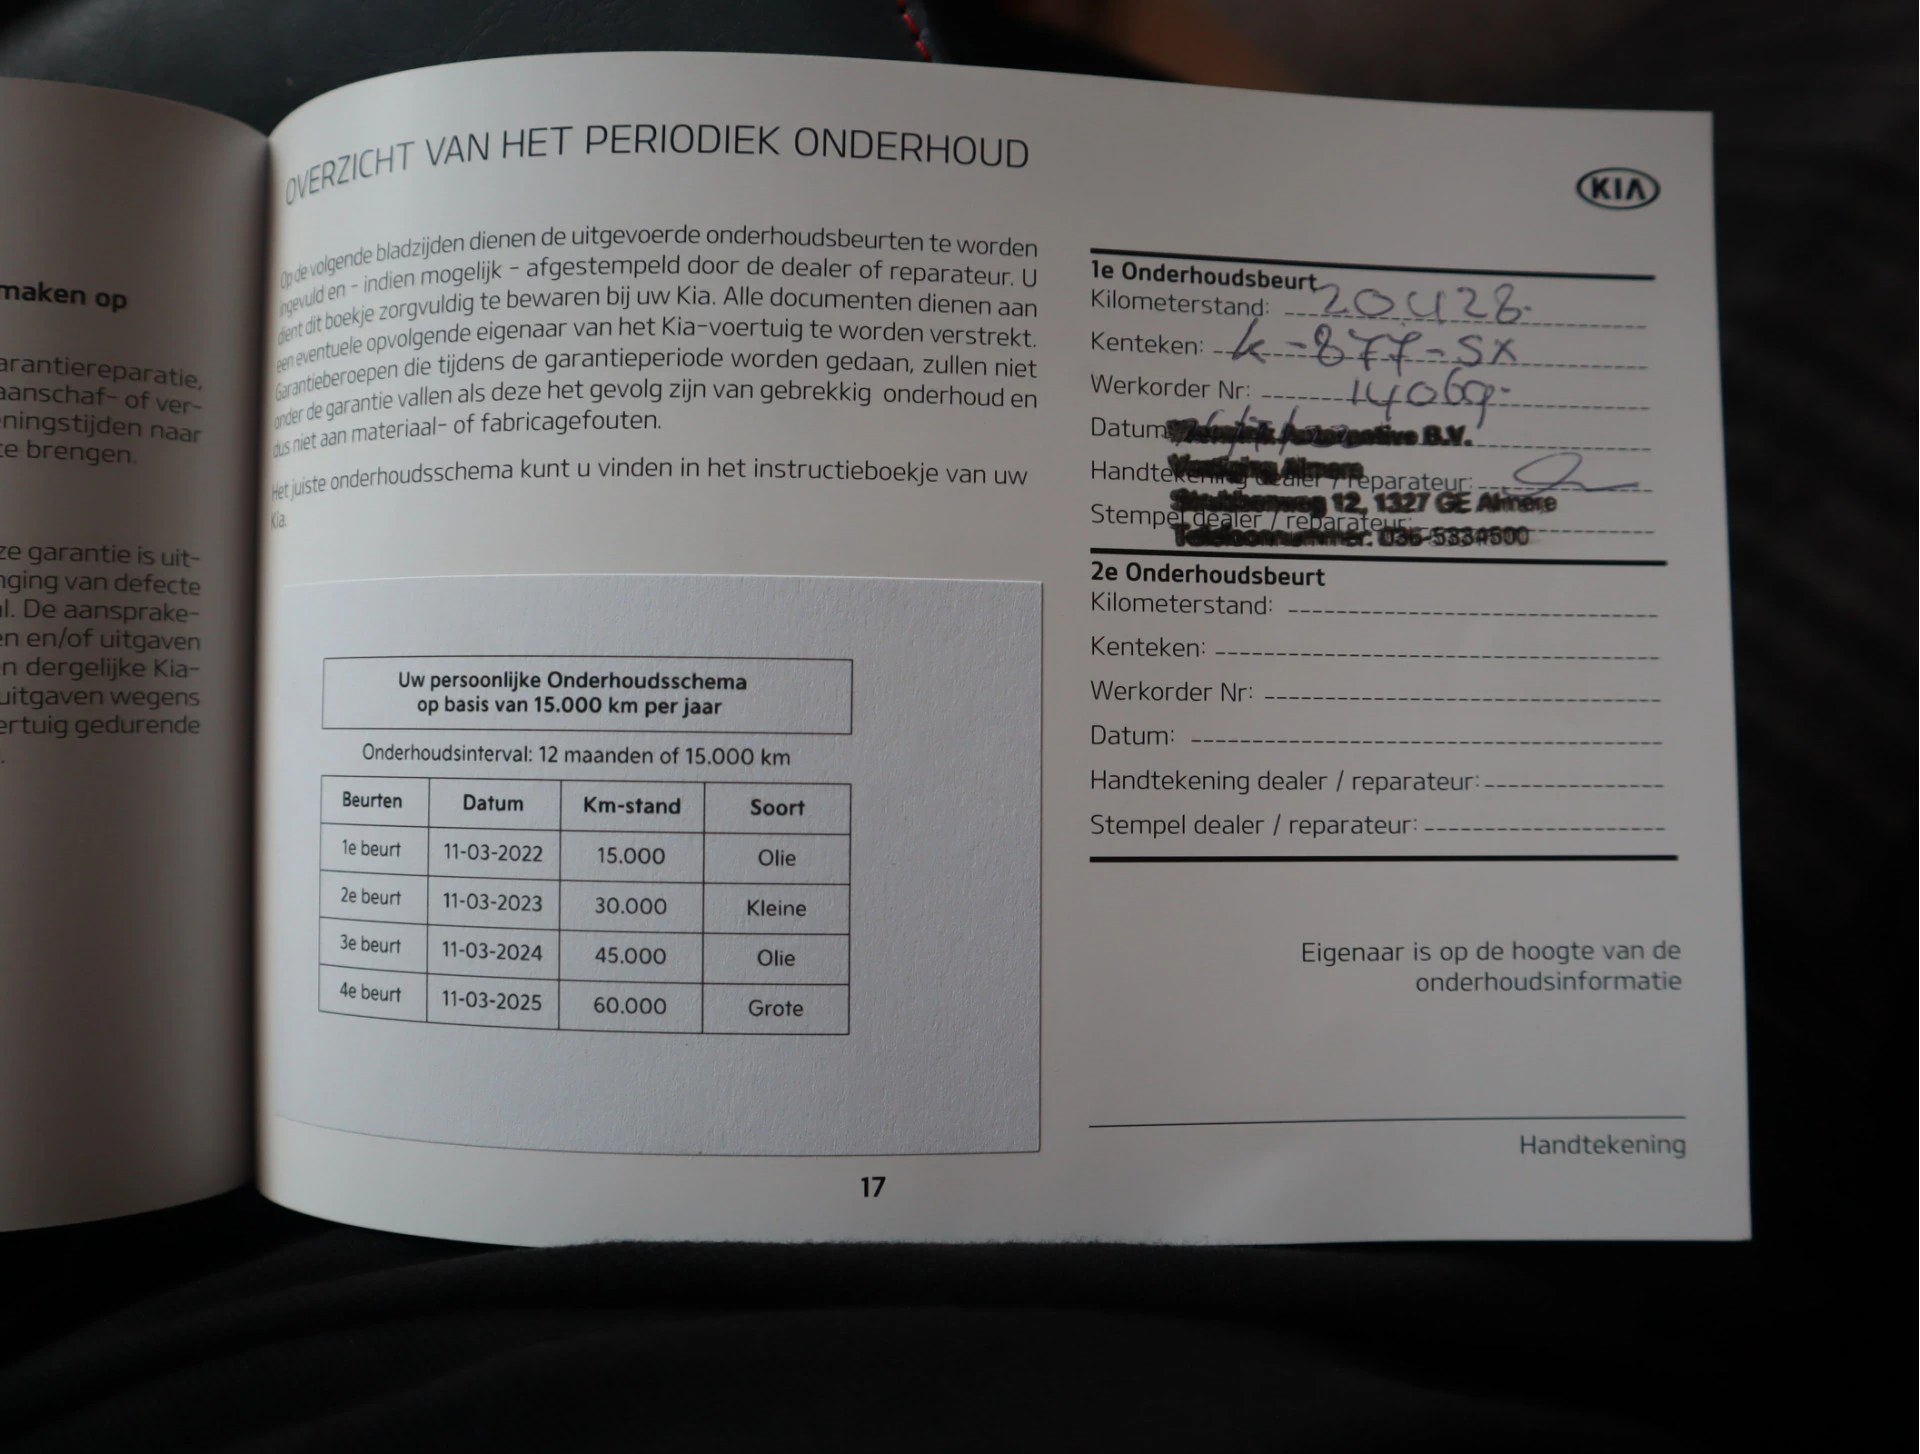 maken op
arantiereparatie,
aanschaf- of ver-
ningstijden naar
te brengen.
ze garantie is uit-
nging van defecte
al. De aansprake-
en en/of uitgaven
n dergelijke Kia-
uitgaven wegens
ertuig gedurende
.
OVERZICHT VAN HET PERIODIEK ONDERHOUD
Op de volgende bladzijden dienen de uitgevoerde onderhoudsbeurten te worden
ingevuld en - indien mogelijk - afgestempeld door de dealer of reparateur. U
dient dit boekje zorgvuldig te bewaren bij uw Kia. Alle documenten dienen aan
een eventuele opvolgende eigenaar van het Kia-voertuig te worden verstrekt.
Garantieberoepen die tijdens de garantieperiode worden gedaan, zullen niet
onder de garantie vallen als deze het gevolg zijn van gebrekkig onderhoud en
dus niet aan materiaal- of fabricagefouten.
Het juiste onderhoudsschema kunt u vinden in het instructieboekje van uw
Kia.
Uw persoonlijke Onderhoudsschema
op basis van 15.000 km per jaar
Onderhoudsinterval: 12 maanden of 15.000 km
Beurten Datum Km-stand Soort
1e beurt 11-03-2022 15.000 Olie
2e beurt 11-03-2023 30.000 Kleine
3e beurt 11-03-2024 45.000 Olie
4e beurt 11-03-2025 60.000 Grote
17
KIA
1e Onderhoudsbeurt
Kilometerstand: 20428
Kenteken: K-877-SX
Werkorder Nr: 14069
Datum
Automotive B.V.
Vestiging Almere
Handtekening dealer / reparateur:
12, 1327 GE Almere
Stempel dealer / reparateur:
Telefoonnummer: 036-5334500
2e Onderhoudsbeurt
Kilometerstand:
Kenteken:
Werkorder Nr:
Datum:
Handtekening dealer / reparateur:
Stempel dealer / reparateur:
Eigenaar is op de hoogte van de
onderhoudsinformatie
Handtekening